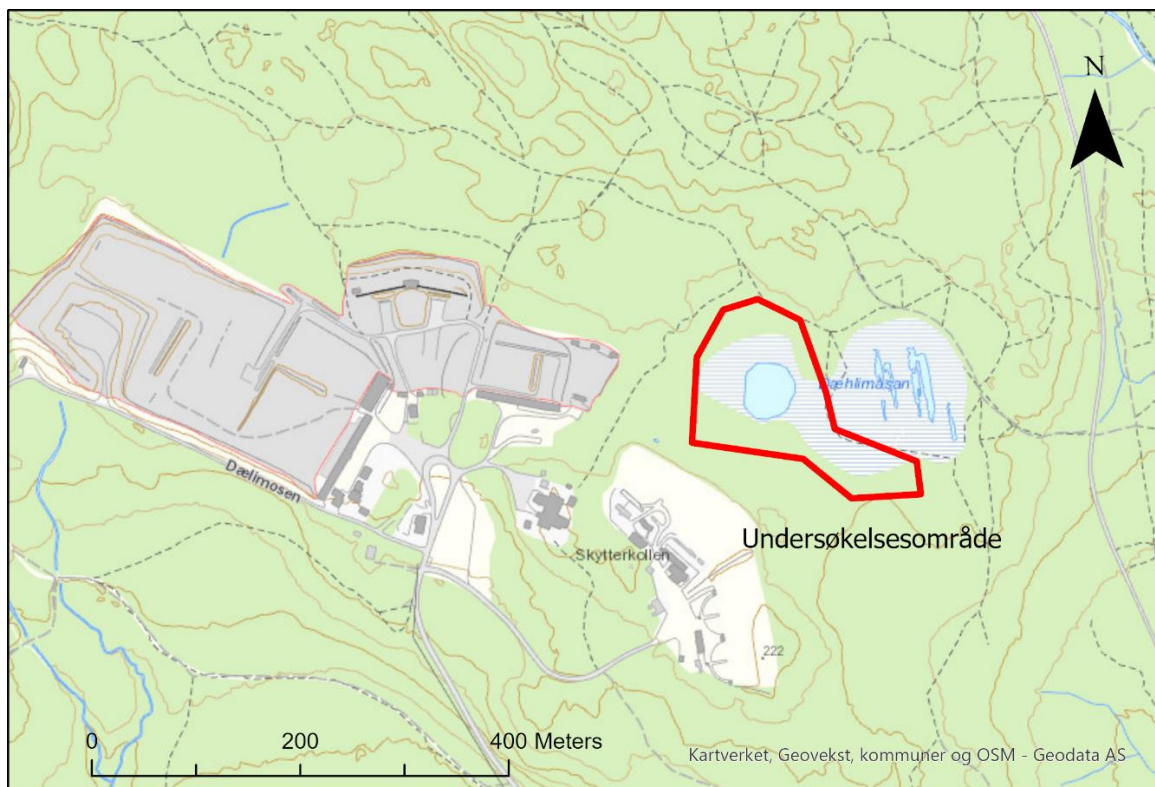 N
Dæhlimåsan
Dælimosen
Undersøkelsesområde
Skytterkollen
222
0 200 400 Meters
Kartverket, Geovekst, kommuner og OSM - Geodata AS